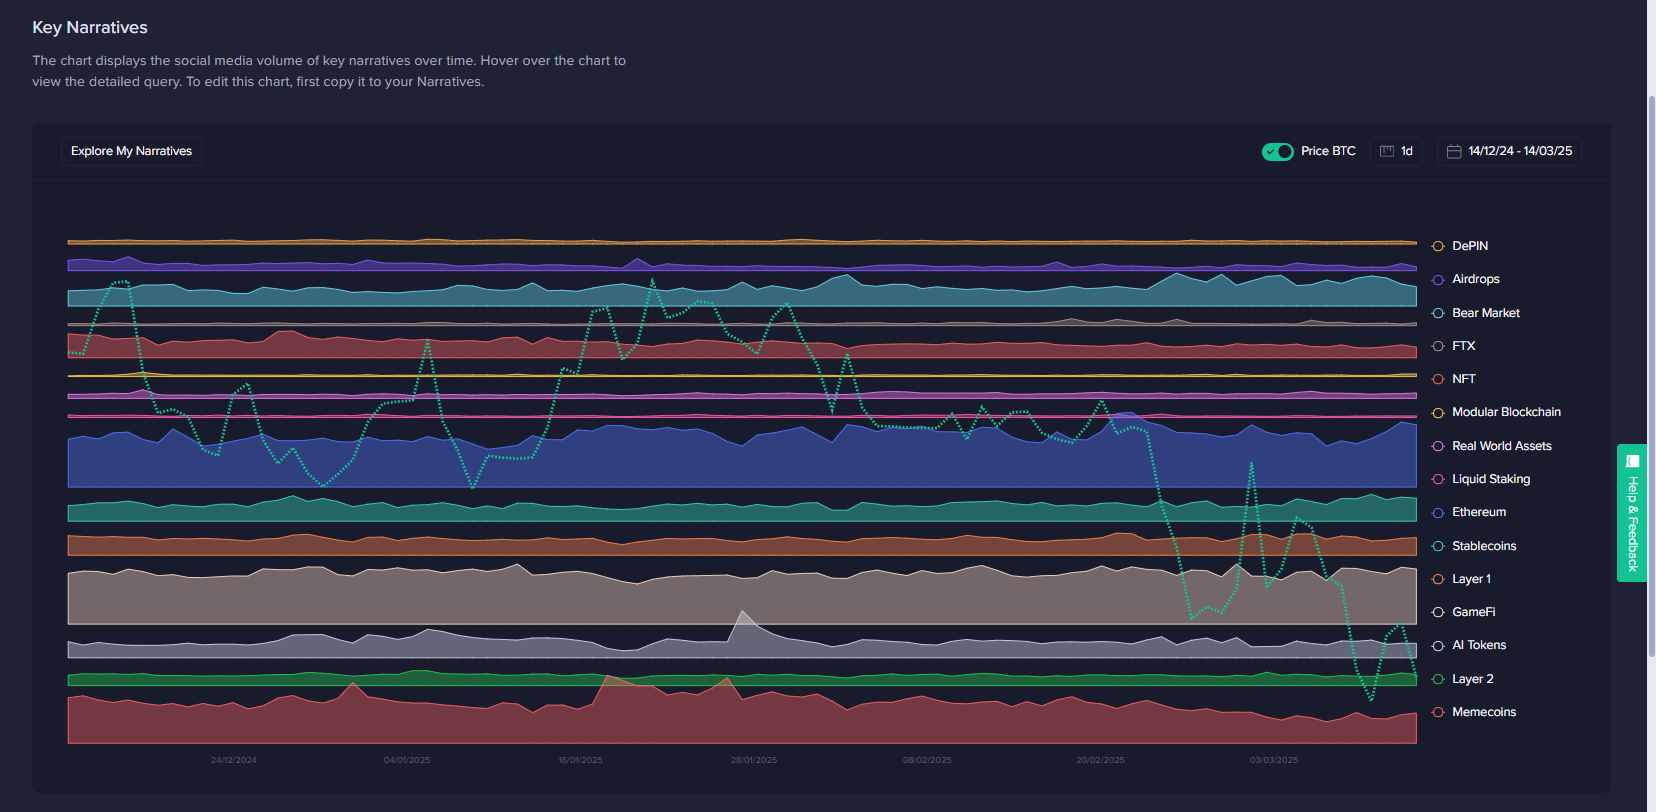 Key Narratives
The chart displays the social media volume of key narratives over time. Hover over the chart to
view the detailed query. To edit this chart, first copy it to your Narratives.
Explore My Narratives
Price BTC
1d
14/12/24 - 14/03/25
DePIN
Airdrops
Bear Market
FTX
NFT
Modular Blockchain
Real World Assets
Liquid Staking
Ethereum
Stablecoins
Layer 1
GameFi
AI Tokens
Layer 2
Memecoins
24/12/2024
04/01/2025
16/01/2025
28/01/2025
08/02/2025
20/02/2025
03/03/2025
Help & Feedback